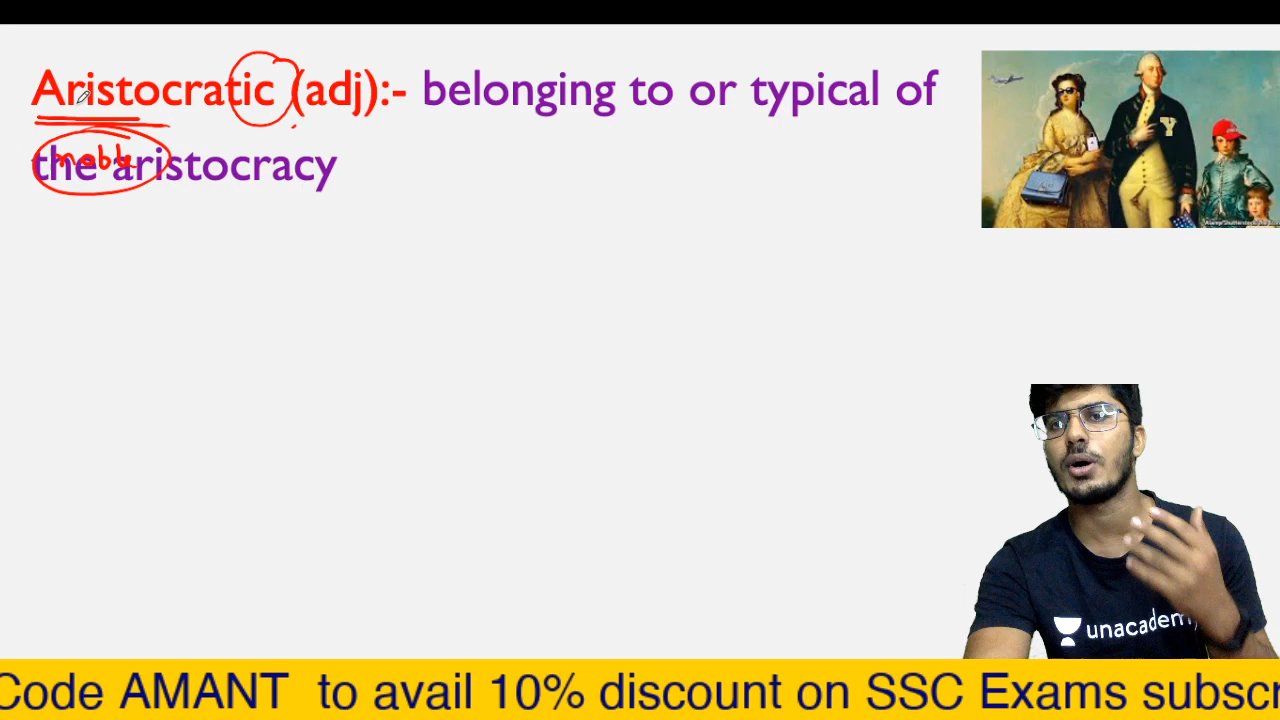 Aristocratic (adj):- belonging to or typical of
the aristocracy
Y
unacademy
Code AMANT to avail 10% discount on SSC Exams subscr